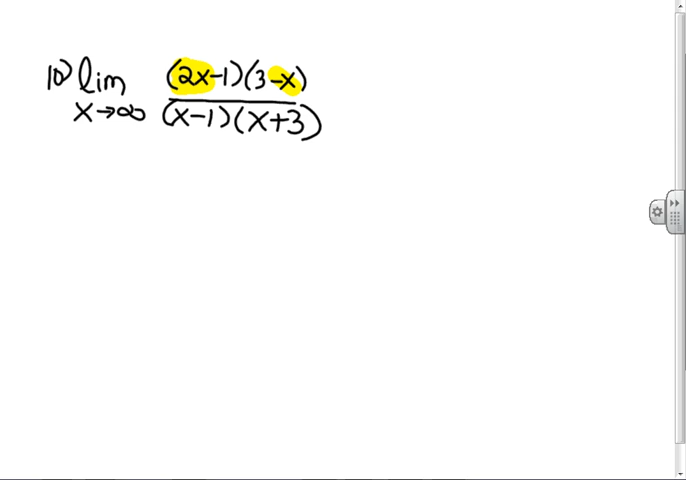 10) lim (2x-1)(3-x)
x→∞ (x-1)(x+3)